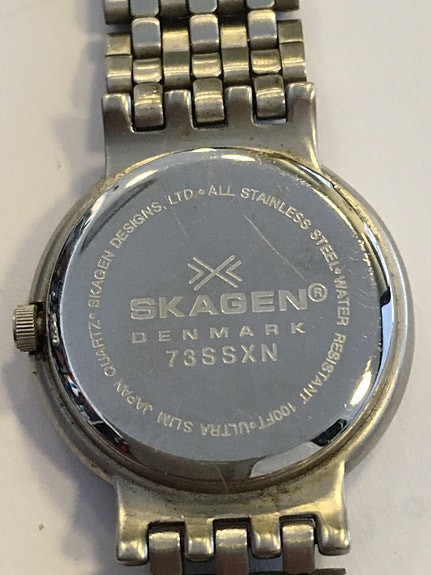 SKAGEN DESIGNS, LTD. • ALL STAINLESS STEEL • WATER RESISTANT 100FT • ULTRA SLIM JAPAN QUARTZ •
SKAGEN®
DENMARK
73SSXN